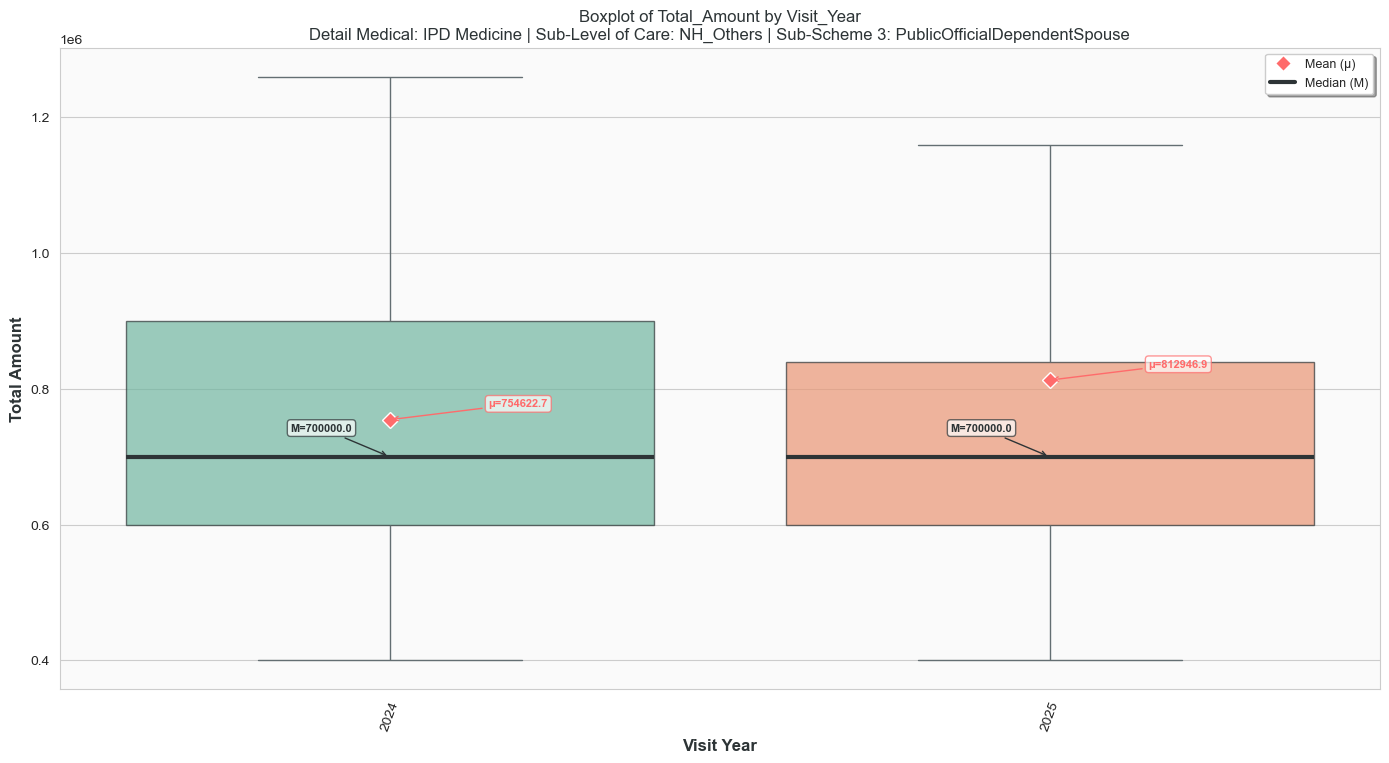 Boxplot of Total_Amount by Visit_Year
Detail Medical: IPD Medicine | Sub-Level of Care: NH_Others | Sub-Scheme 3: PublicOfficialDependentSpouse
1e6
Mean (μ)
Median (M)
1.2
1.0
0.8
0.6
0.4
Total Amount
μ=754622.7
M=700000.0
μ=812946.9
M=700000.0
2024
2025
Visit Year